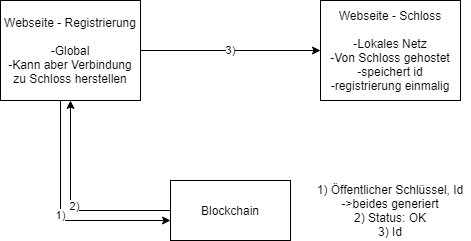 Webseite - Registrierung
-Global
-Kann aber Verbindung
zu Schloss herstellen
3)
Webseite - Schloss
-Lokales Netz
-Von Schloss gehostet
-speichert id
-registrierung einmalig
2)
1)
Blockchain
1) Öffentlicher Schlüssel, Id
->beides generiert
2) Status: OK
3) Id